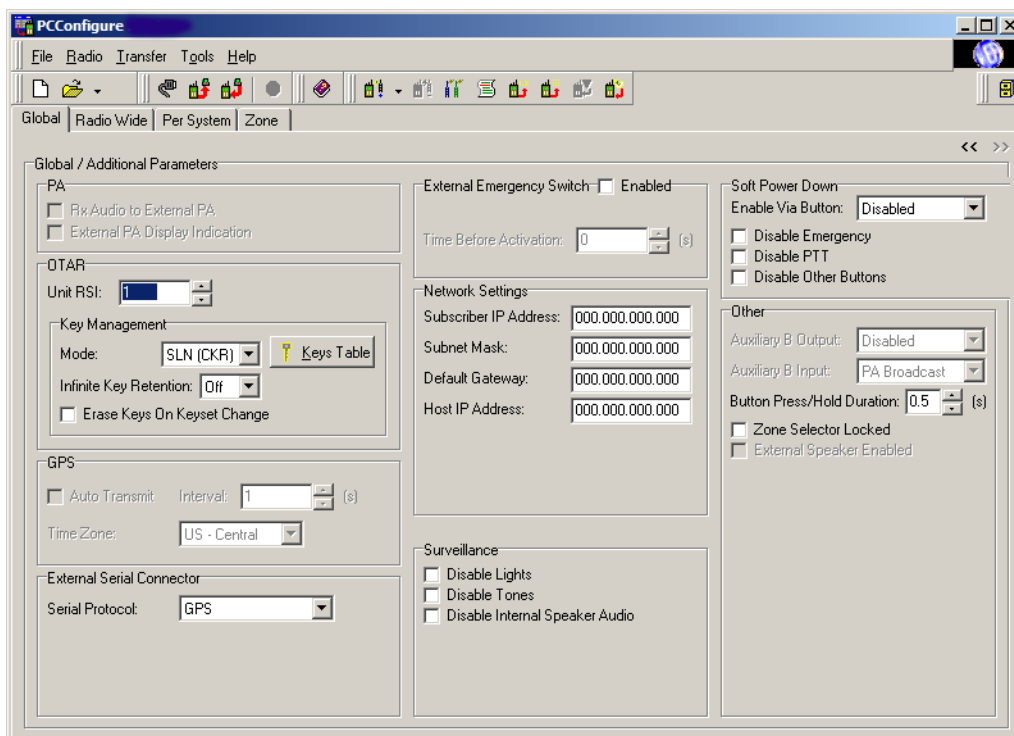 PCConfigure
File Radio Transfer Tools Help
Global Radio Wide Per System Zone
<< >>
Global / Additional Parameters
PA
Rx Audio to External PA
External PA Display Indication
OTAR
Unit RSI: 1
Key Management
Mode: SLN (CKR) Keys Table
Infinite Key Retention: Off
Erase Keys On Keyset Change
GPS
Auto Transmit Interval: 1 (s)
Time Zone: US - Central
External Serial Connector
Serial Protocol: GPS
External Emergency Switch Enabled
Time Before Activation: 0 (s)
Network Settings
Subscriber IP Address: 000.000.000.000
Subnet Mask: 000.000.000.000
Default Gateway: 000.000.000.000
Host IP Address: 000.000.000.000
Surveillance
Disable Lights
Disable Tones
Disable Internal Speaker Audio
Soft Power Down
Enable Via Button: Disabled
Disable Emergency
Disable PTT
Disable Other Buttons
Other
Auxiliary B Output: Disabled
Auxiliary B Input: PA Broadcast
Button Press/Hold Duration: 0.5 (s)
Zone Selector Locked
External Speaker Enabled